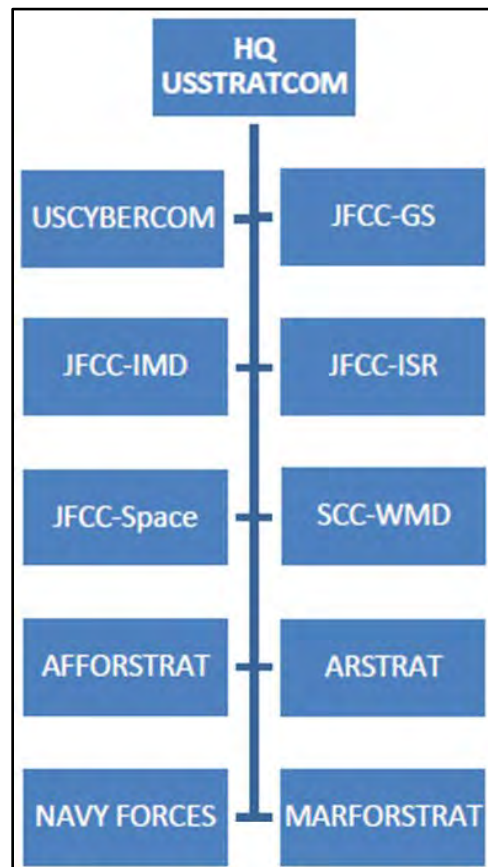 HQ
USSTRATCOM
USCYBERCOM
JFCC-GS
JFCC-IMD
JFCC-ISR
JFCC-Space
SCC-WMD
AFFORSTRAT
ARSTRAT
NAVY FORCES
MARFORSTRAT